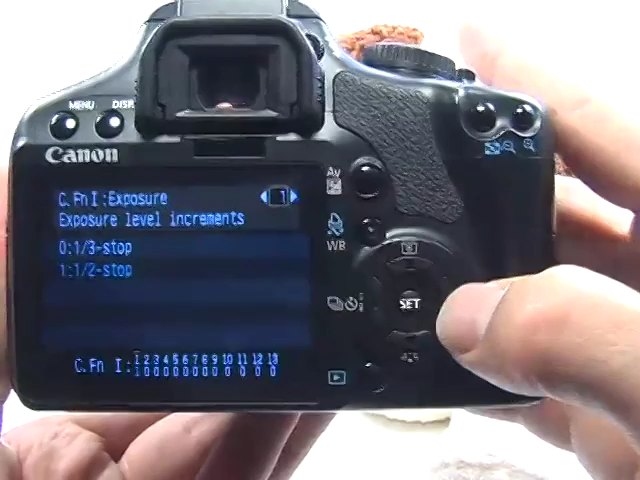 MENU DISP.
Canon
C.Fn I :Exposure 1
Exposure level increments
0:1/3-stop
1:1/2-stop
C.Fn I : 1 2 3 4 5 6 7 8 9 10 11 12 13
1 0 0 0 0 0 0 0 0 0 0 0 0
Av
WB
SET